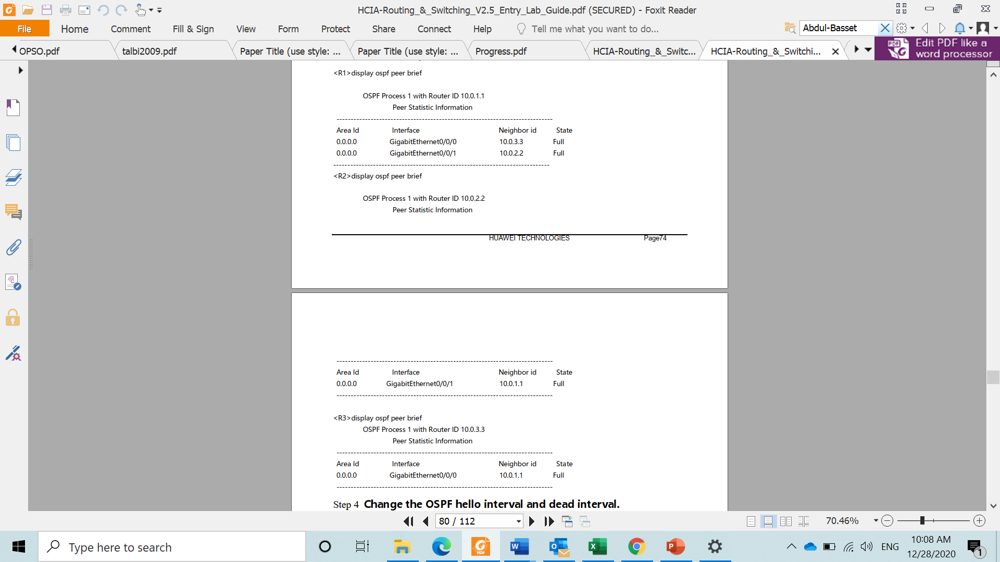 HCIA-Routing_&_Switching_V2.5_Entry_Lab_Guide.pdf (SECURED) - Foxit Reader
File Home Comment Fill & Sign View Form Protect Share Connect Help Tell me what you want to do... Abdul-Basset
OPSO.pdf talbi2009.pdf Paper Title (use style: ... Paper Title (use style: ... Progress.pdf HCIA-Routing_&_Switc... HCIA-Routing_&_Switchi... Edit PDF like a
word processor
<R1>display ospf peer brief
OSPF Process 1 with Router ID 10.0.1.1
Peer Statistic Information
----------------------------------------------------------------------------
Area Id Interface Neighbor id State
0.0.0.0 GigabitEthernet0/0/0 10.0.3.3 Full
0.0.0.0 GigabitEthernet0/0/1 10.0.2.2 Full
----------------------------------------------------------------------------
<R2>display ospf peer brief
OSPF Process 1 with Router ID 10.0.2.2
Peer Statistic Information
HUAWEI TECHNOLOGIES Page74
----------------------------------------------------------------------------
Area Id Interface Neighbor id State
0.0.0.0 GigabitEthernet0/0/1 10.0.1.1 Full
----------------------------------------------------------------------------
<R3>display ospf peer brief
OSPF Process 1 with Router ID 10.0.3.3
Peer Statistic Information
----------------------------------------------------------------------------
Area Id Interface Neighbor id State
0.0.0.0 GigabitEthernet0/0/0 10.0.1.1 Full
----------------------------------------------------------------------------
Step 4 Change the OSPF hello interval and dead interval.
80 / 112 70.46%
Type here to search ENG 10:08 AM
12/28/2020 1